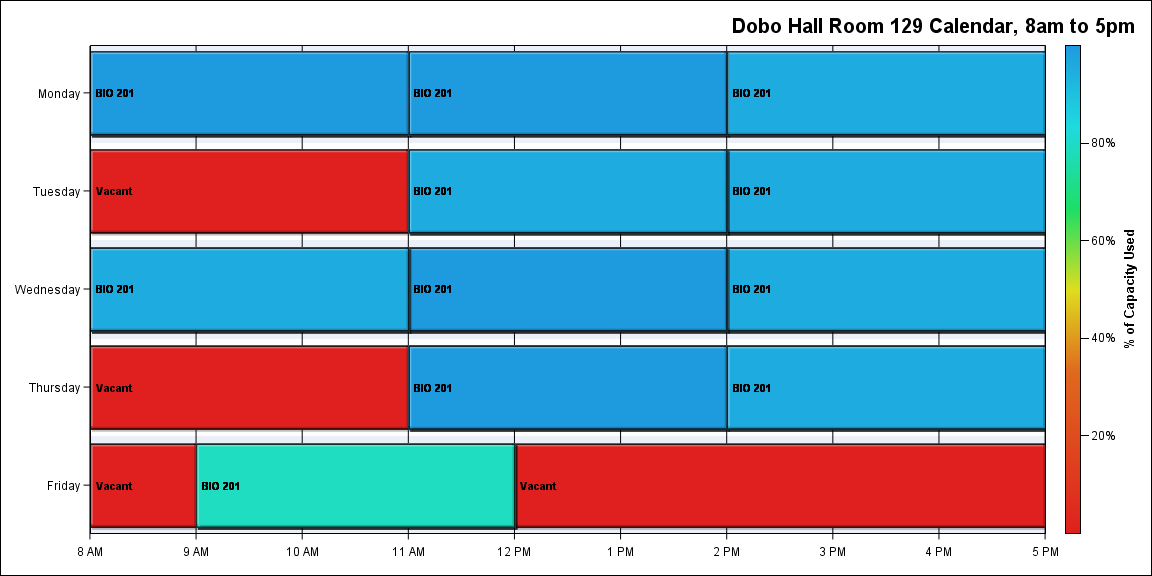 Dobo Hall Room 129 Calendar, 8am to 5pm
Monday
BIO 201
BIO 201
BIO 201
Tuesday
Vacant
BIO 201
BIO 201
Wednesday
BIO 201
BIO 201
BIO 201
Thursday
Vacant
BIO 201
BIO 201
Friday
Vacant
BIO 201
Vacant
8 AM
9 AM
10 AM
11 AM
12 PM
1 PM
2 PM
3 PM
4 PM
5 PM
80%
60%
40%
20%
% of Capacity Used